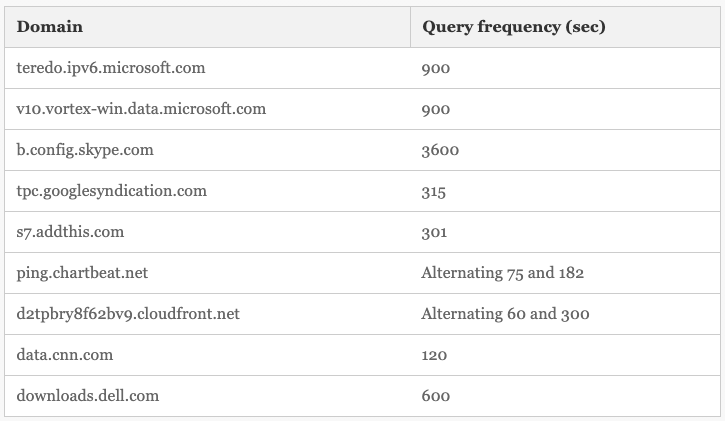 Domain Query frequency (sec)
teredo.ipv6.microsoft.com 900
v10.vortex-win.data.microsoft.com 900
b.config.skype.com 3600
tpc.googlesyndication.com 315
s7.addthis.com 301
ping.chartbeat.net Alternating 75 and 182
d2tpbry8f62bv9.cloudfront.net Alternating 60 and 300
data.cnn.com 120
downloads.dell.com 600